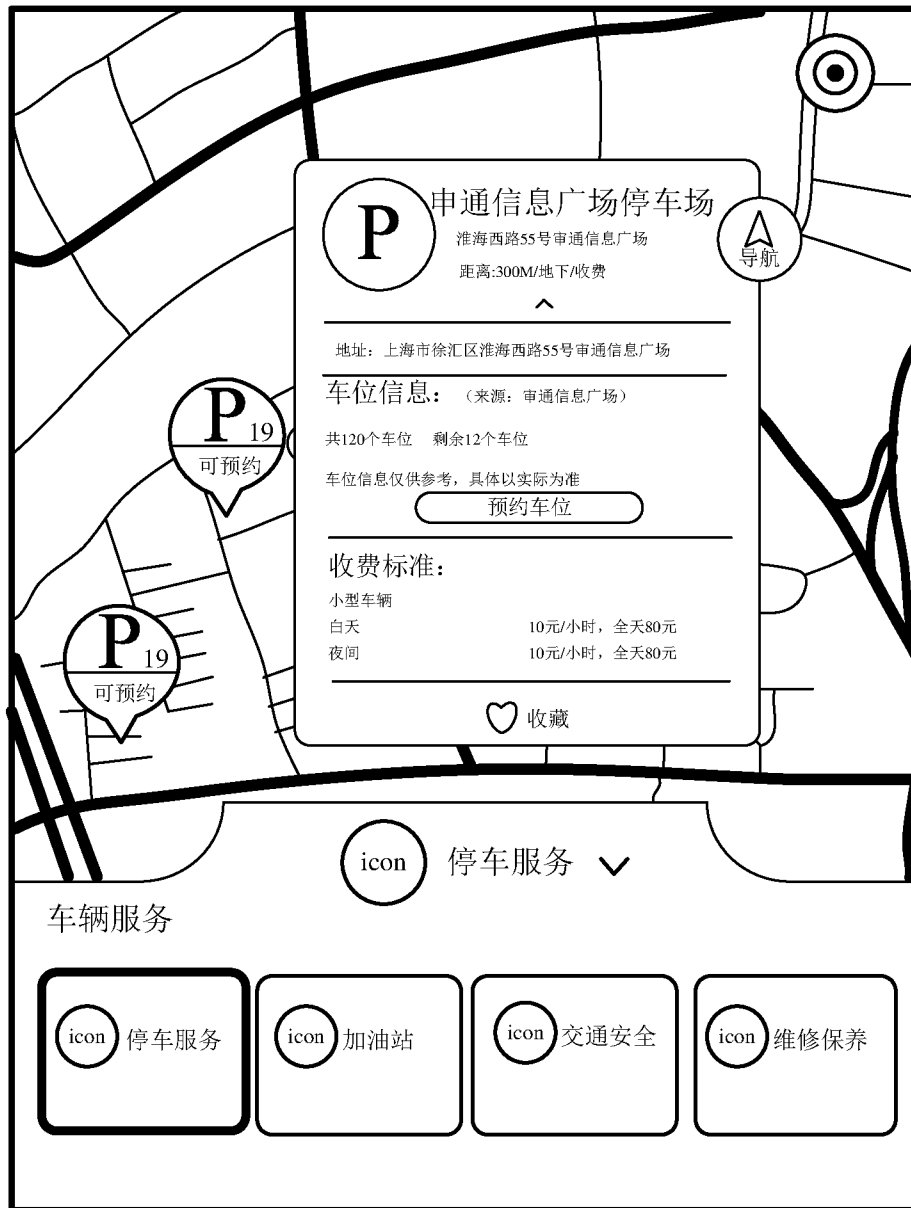 P
申通信息广场停车场
淮海西路55号审通信息广场
距离:300M/地下/收费
导航
地址：上海市徐汇区淮海西路55号审通信息广场
车位信息：（来源：审通信息广场）
共120个车位 剩余12个车位
车位信息仅供参考，具体以实际为准
预约车位
收费标准：
小型车辆
白天 10元/小时，全天80元
夜间 10元/小时，全天80元
收藏
P 19
可预约
P 19
可预约
icon 停车服务
车辆服务
icon 停车服务
icon 加油站
icon 交通安全
icon 维修保养